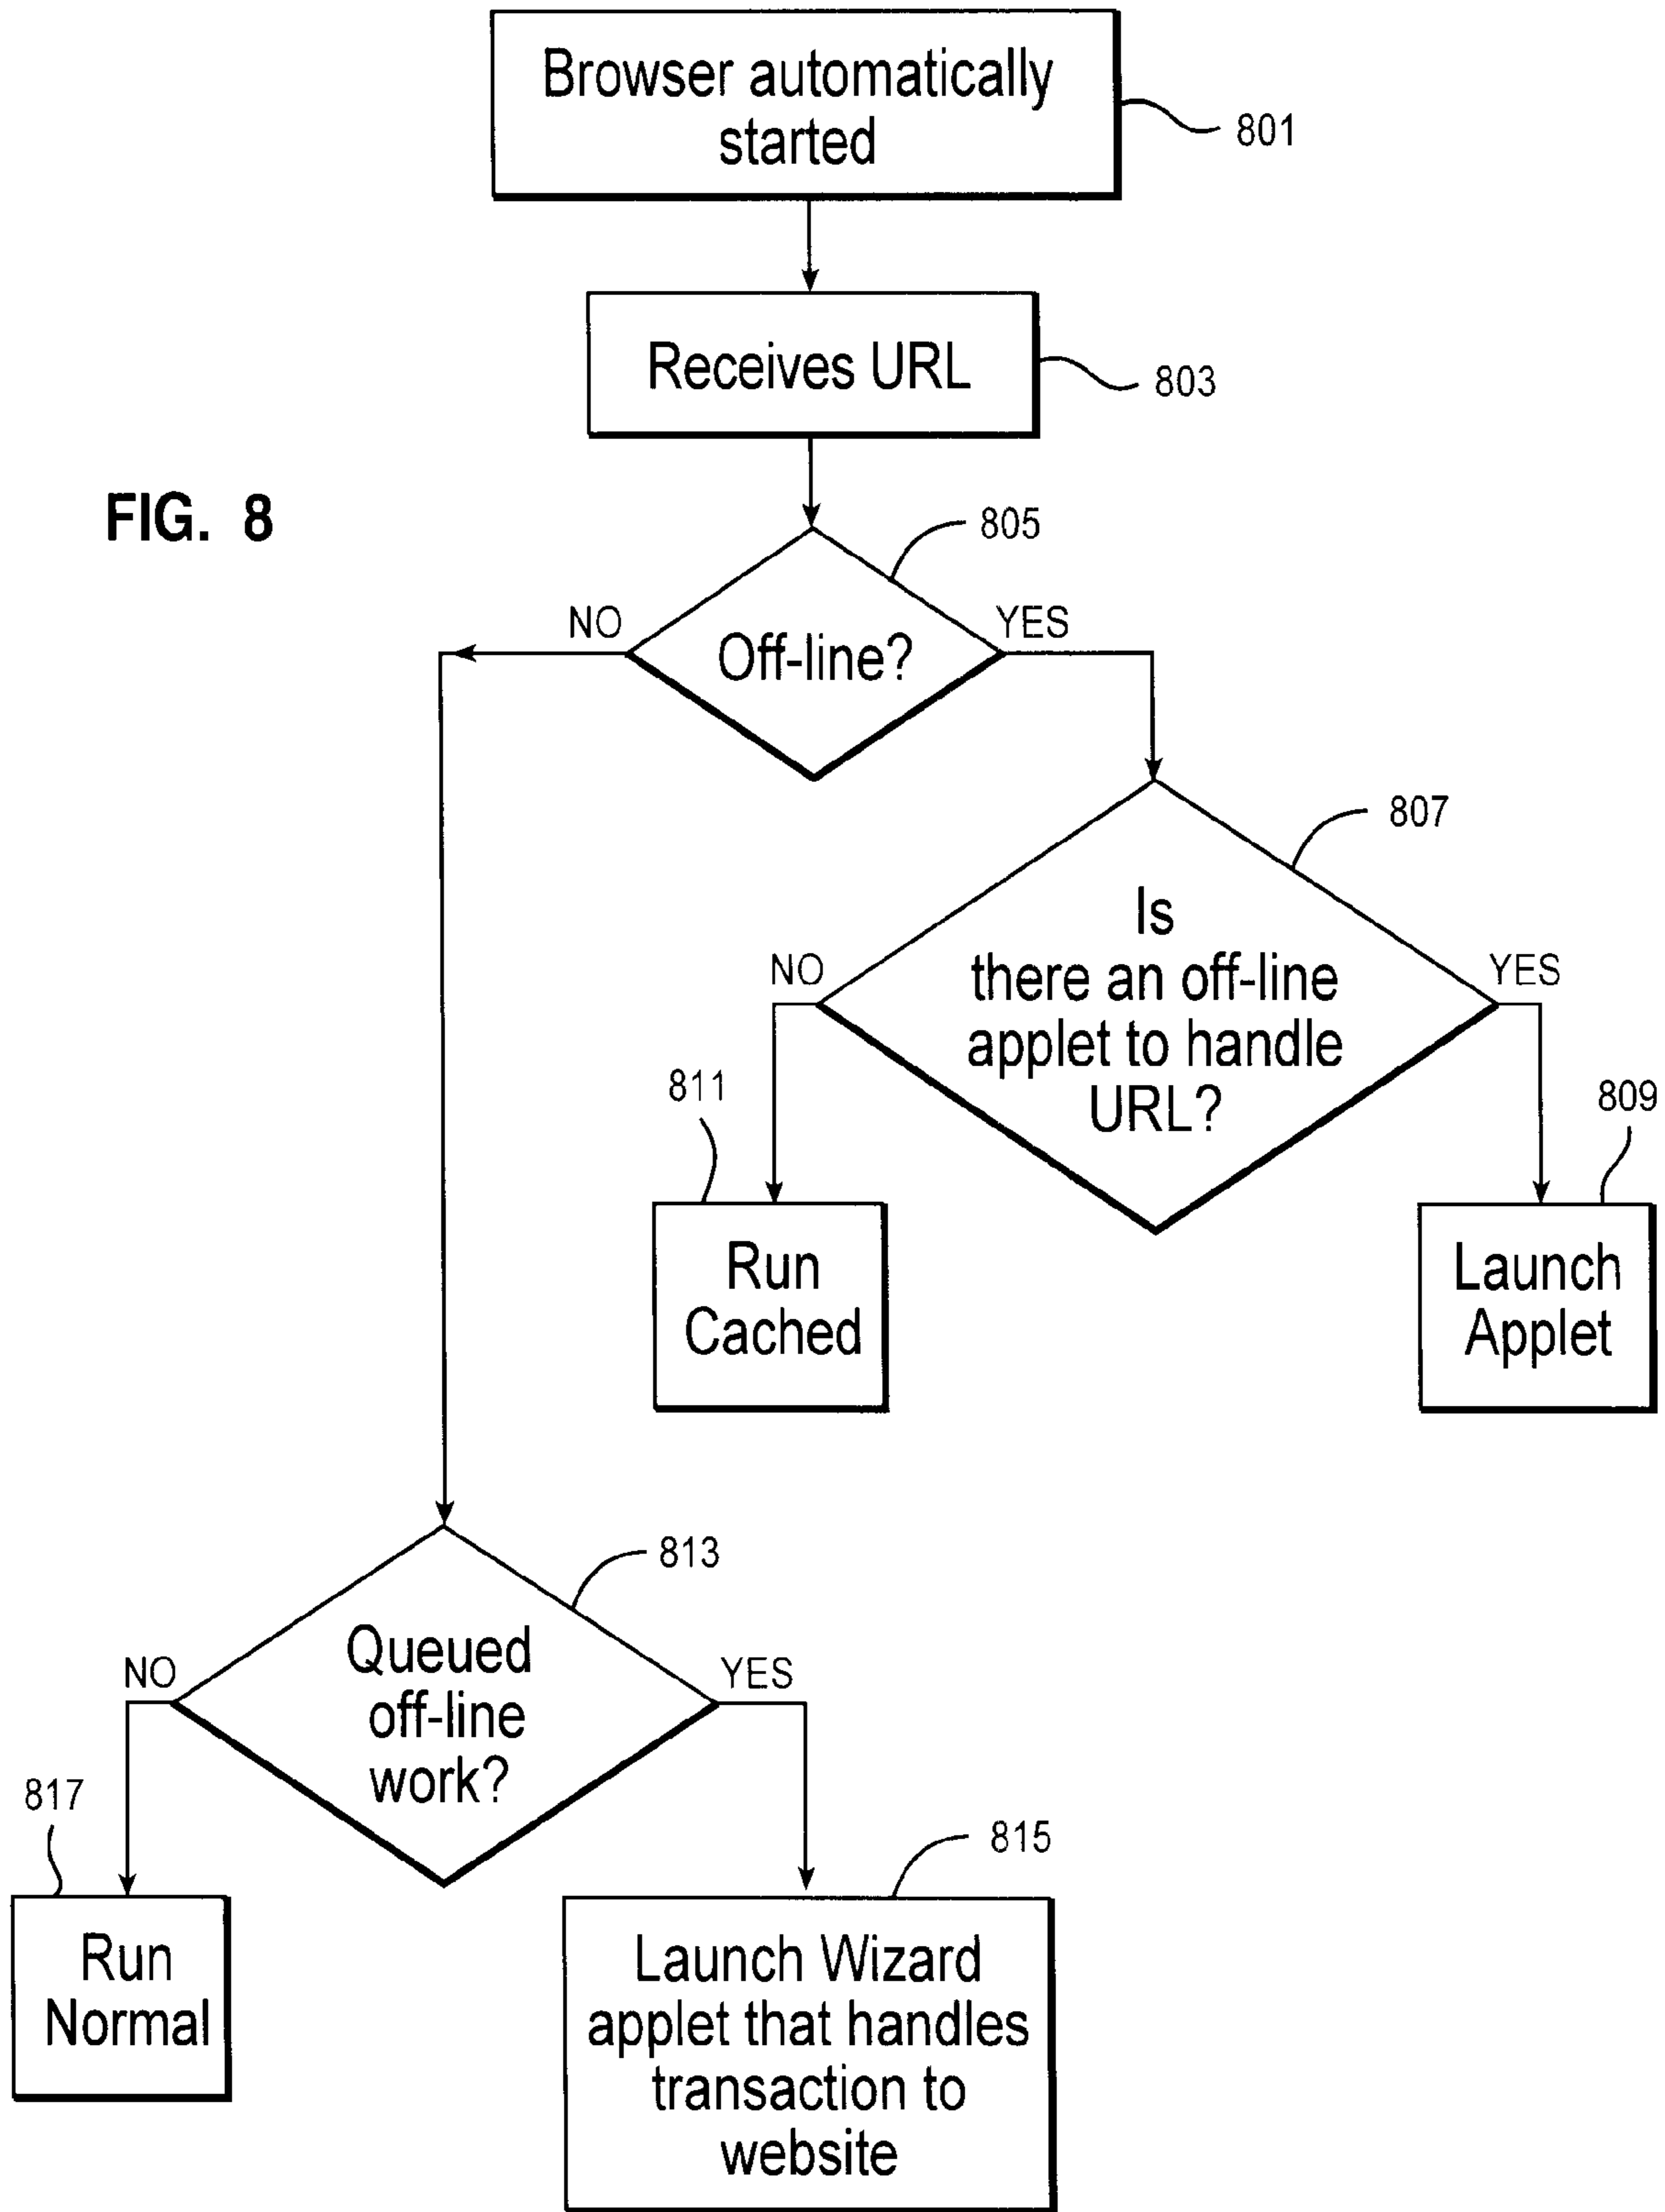 Browser automatically
started
801
Receives URL
803
FIG. 8
805
NO
YES
Off-line?
807
Is
there an off-line
applet to handle
URL?
NO
YES
811
809
Run
Cached
Launch
Applet
813
Queued
off-line
work?
NO
YES
817
815
Run
Normal
Launch Wizard
applet that handles
transaction to
website